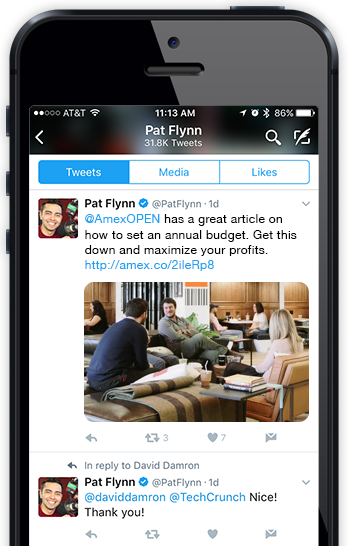 AT&T 11:13 AM 86%
Pat Flynn
31.8K Tweets
Tweets Media Likes
Pat Flynn @PatFlynn · 1d
@AmexOPEN has a great article on
how to set an annual budget. Get this
down and maximize your profits.
http://amex.co/2ileRp8
3 7
In reply to David Damron
Pat Flynn @PatFlynn · 1d
@daviddamron @TechCrunch Nice!
Thank you!